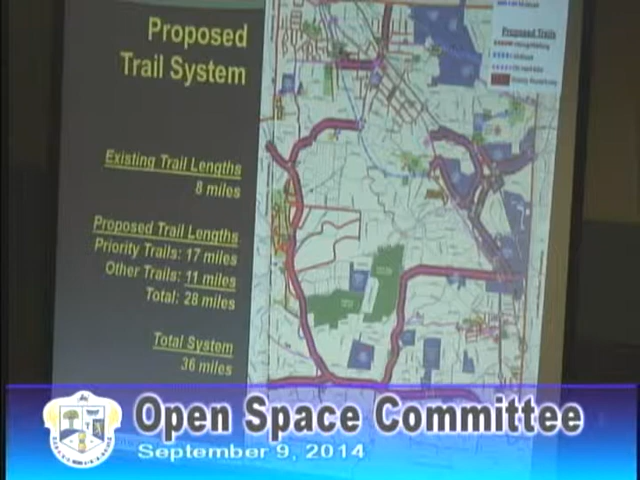 Proposed
Trail System
Existing Trail Lengths
8 miles
Proposed Trail Lengths
Priority Trails: 17 miles
Other Trails: 11 miles
Total: 28 miles
Total System
36 miles
Proposed Trails
Open Space Committee
September 9, 2014